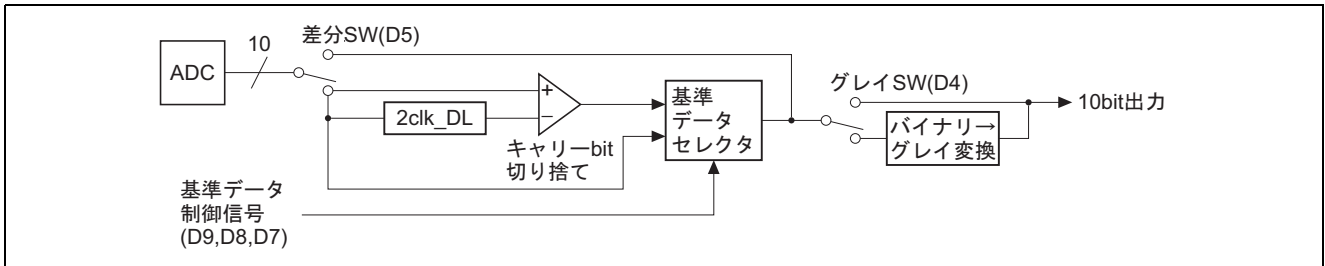 差分SW(D5)
10
ADC
グレイSW(D4)
10bit出力
2clk_DL
+
−
キャリーbit
切り捨て
基準
データ
セレクタ
バイナリ→
グレイ変換
基準データ
制御信号
(D9,D8,D7)